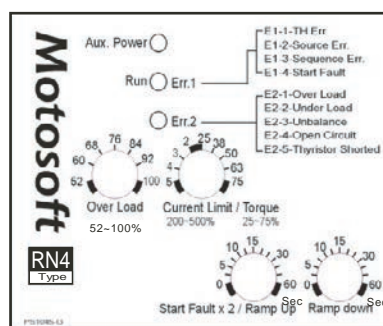 Motosoft
RN4
Type
Aux. Power
Run
Err.1
Err.2
E1-1-TH Err
E1-2-Source Err.
E1-3-Sequence Err.
E1-4-Start Fault
E2-1-Over Load
E2-2-Under Load
E2-3-Unbalance
E2-4-Open Circuit
E2-5-Thyristor Shorted
52 60 68 76 84 92 100
Over Load
52~100%
5 4 3 2 25 38 50 63 75
Current Limit / Torque
200~500% 25~75%
0 5 10 15 30 60 Sec
Start Fault x 2 / Ramp Up
0 5 10 15 30 60 Sec
Ramp down